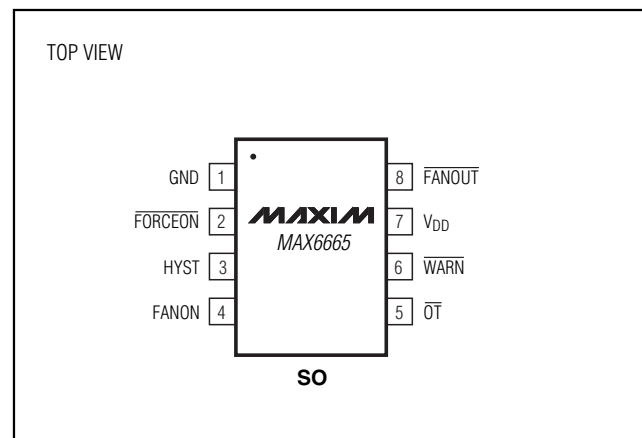 TOP VIEW
GND 1
8 FANOUT
FORCEON 2
MAXIM
7 VDD
MAX6665
HYST 3
6 WARN
FANON 4
5 OT
SO